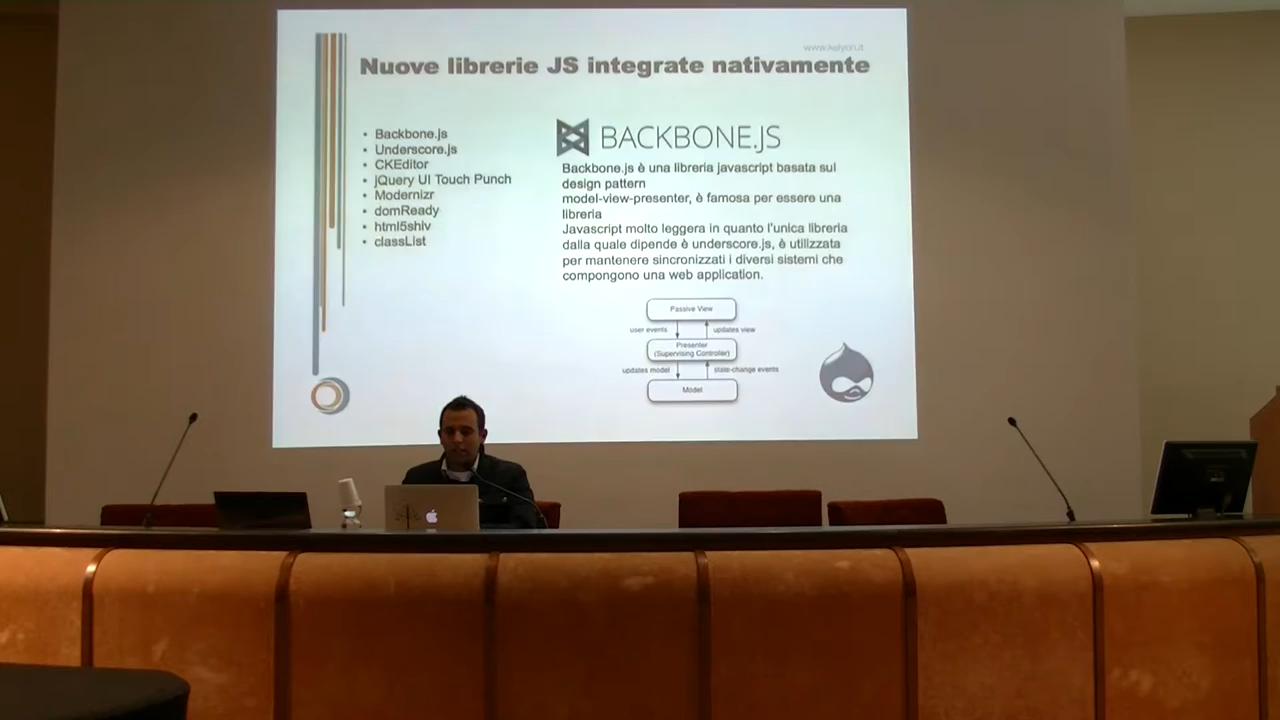 www.kelyon.it
Nuove librerie JS integrate nativamente
• Backbone.js
• Underscore.js
• CKEditor
• jQuery UI Touch Punch
• Modernizr
• domReady
• html5shiv
• classList
BACKBONE.JS
Backbone.js è una libreria javascript basata sul
design pattern
model-view-presenter, è famosa per essere una
libreria
Javascript molto leggera in quanto l'unica libreria
dalla quale dipende è underscore.js, è utilizzata
per mantenere sincronizzati i diversi sistemi che
compongono una web application.
Passive View
user events
updates view
Presenter
(Supervising Controller)
updates model
state-change events
Model